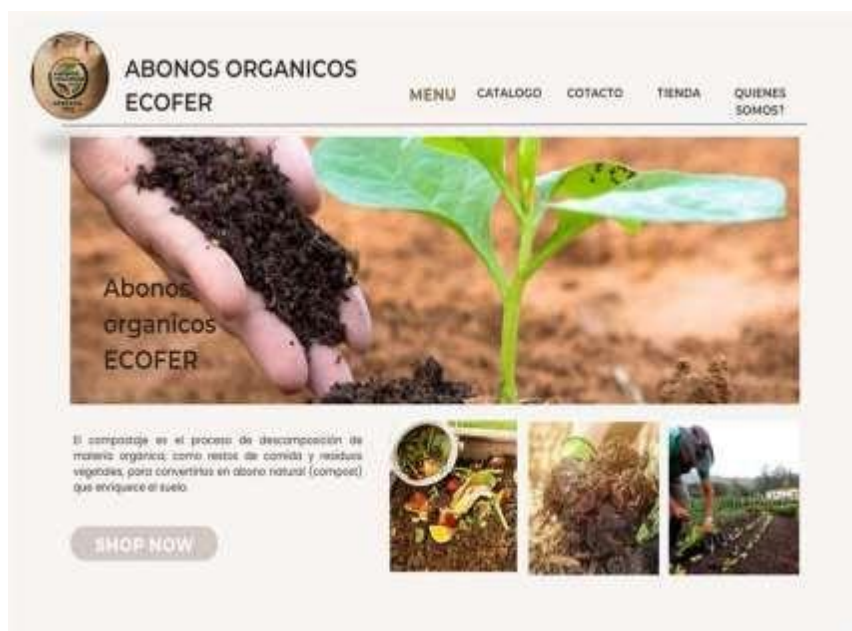 ABONOS ORGANICOS
ECOFER
MENU
CATALOGO
COTACTO
TIENDA
QUIENES
SOMOS?
Abonos
organicos
ECOFER
El compostaje es el proceso de descomposición de
materia orgánica, como restos de comida y residuos
vegetales, para convertirlos en abono natural (compost)
que enriquece el suelo.
SHOP NOW